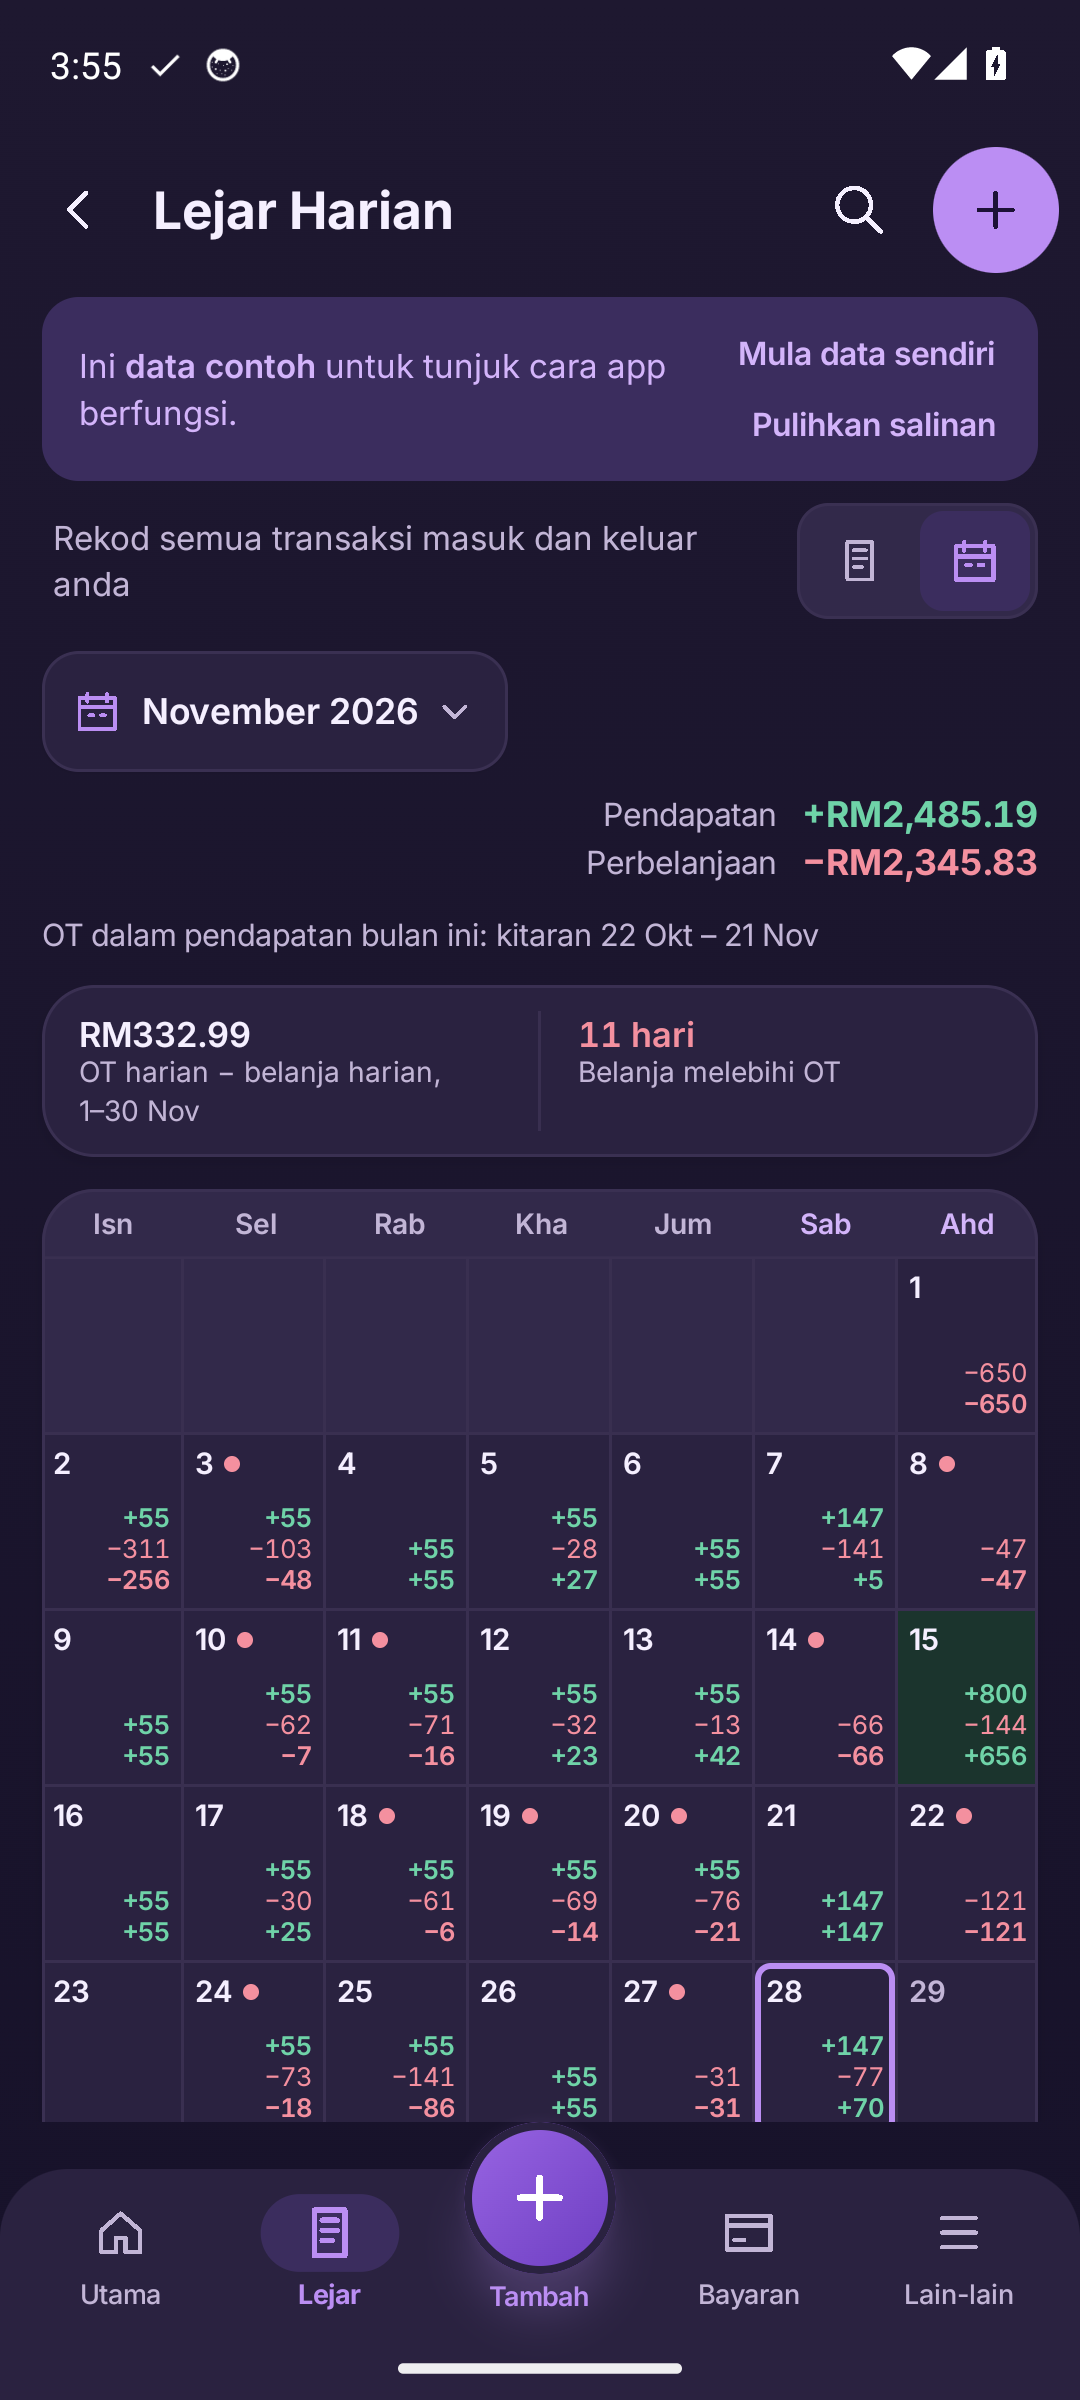 3:55
Lejar Harian
Ini data contoh untuk tunjuk cara app
berfungsi.
Mula data sendiri
Pulihkan salinan
Rekod semua transaksi masuk dan keluar
anda
November 2026
Pendapatan +RM2,485.19
Perbelanjaan −RM2,345.83
OT dalam pendapatan bulan ini: kitaran 22 Okt – 21 Nov
RM332.99
OT harian − belanja harian,
1–30 Nov
11 hari
Belanja melebihi OT
Isn Sel Rab Kha Jum Sab Ahd
1
−650
−650
2 3 4 5 6 7 8
+55 +55 +55 +147
−311 −103 +55 −28 +55 −141 −47
−256 −48 +55 +27 +55 +5 −47
9 10 11 12 13 14 15
+55 +55 +55 +55 +800
+55 −62 −71 −32 −13 −66 −144
+55 −7 −16 +23 +42 −66 +656
16 17 18 19 20 21 22
+55 +55 +55 +55
+55 −30 −61 −69 −76 +147 −121
+55 +25 −6 −14 −21 +147 −121
23 24 25 26 27 28 29
+55 +55 +147
−73 −141 +55 −31 −77
−18 −86 +55 −31 +70
Utama Lejar Tambah Bayaran Lain-lain